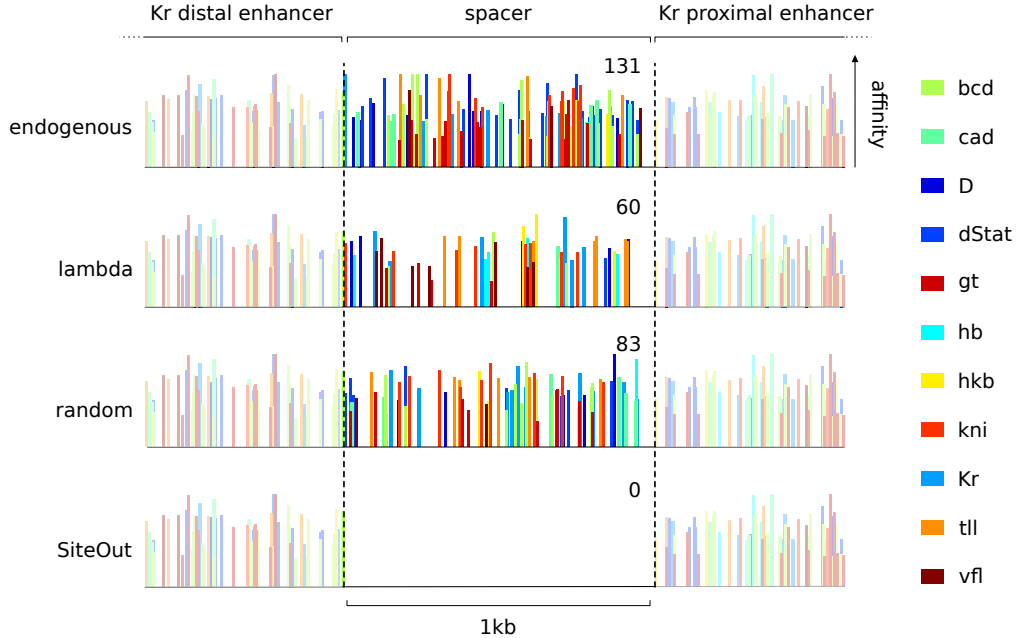 Kr distal enhancer
spacer
Kr proximal enhancer
endogenous
131
affinity
lambda
60
random
83
SiteOut
0
1kb
bcd
cad
D
dStat
gt
hb
hkb
kni
Kr
tll
vfl